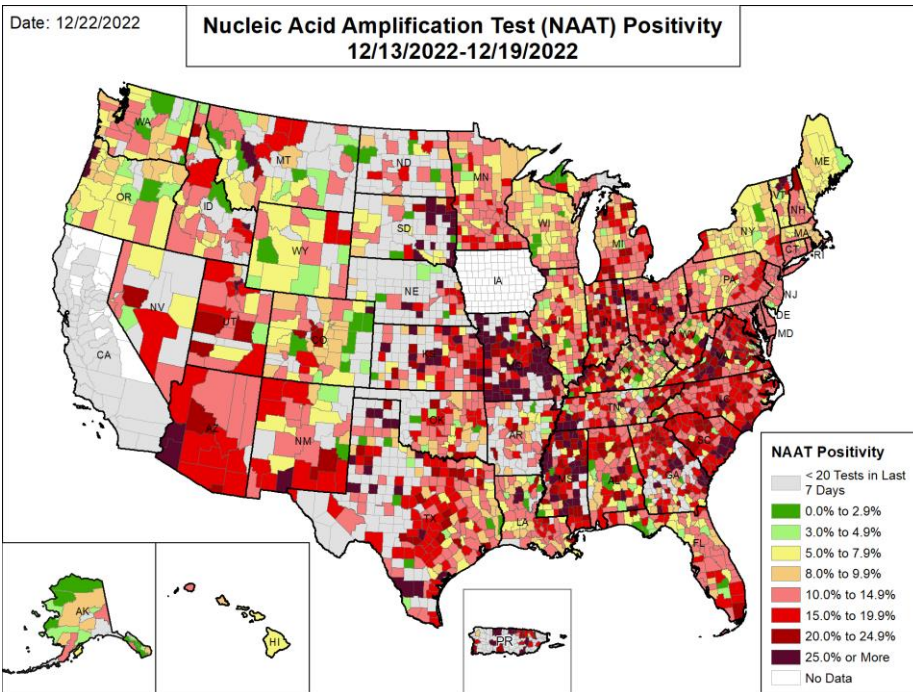 Date: 12/22/2022
Nucleic Acid Amplification Test (NAAT) Positivity
12/13/2022-12/19/2022
WA
MT
ND
MN
ME
OR
ID
SD
WI
VT
NH
WY
MI
NY
MA
CT
RI
IA
NE
PA
NJ
NV
UT
CO
DE
MD
CA
KS
KY
VA
AZ
NM
OK
AR
TN
NC
SC
MS
AL
GA
TX
LA
FL
AK
HI
PR
NAAT Positivity
< 20 Tests in Last
7 Days
0.0% to 2.9%
3.0% to 4.9%
5.0% to 7.9%
8.0% to 9.9%
10.0% to 14.9%
15.0% to 19.9%
20.0% to 24.9%
25.0% or More
No Data